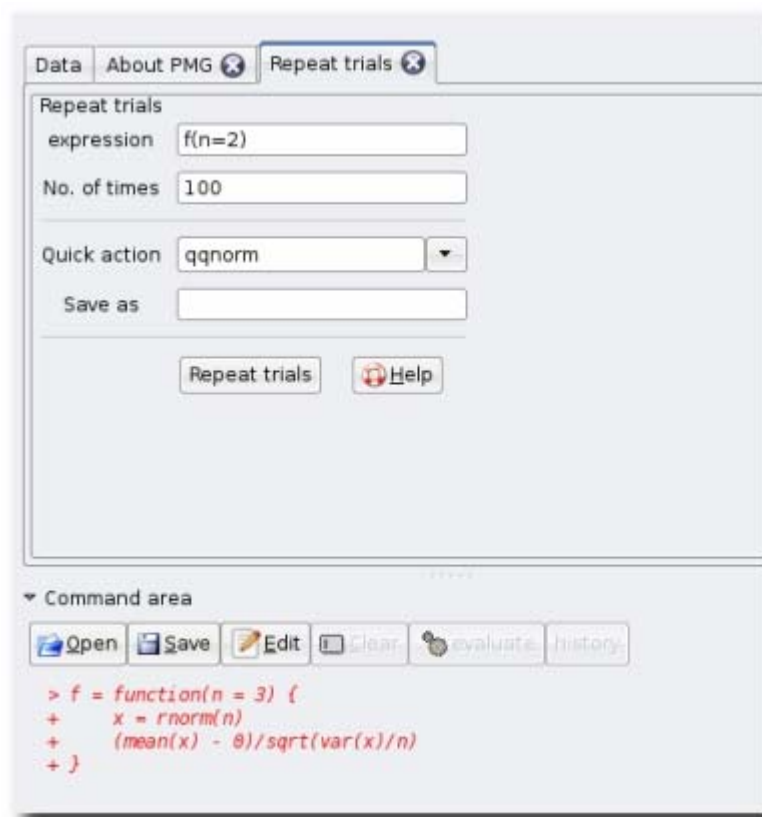 Data About PMG Repeat trials
Repeat trials
expression f(n=2)
No. of times 100
Quick action qqnorm
Save as
Repeat trials Help
Command area
Open Save Edit Clear evaluate history
> f = function(n = 3) {
+ x = rnorm(n)
+ (mean(x) - 0)/sqrt(var(x)/n)
+ }